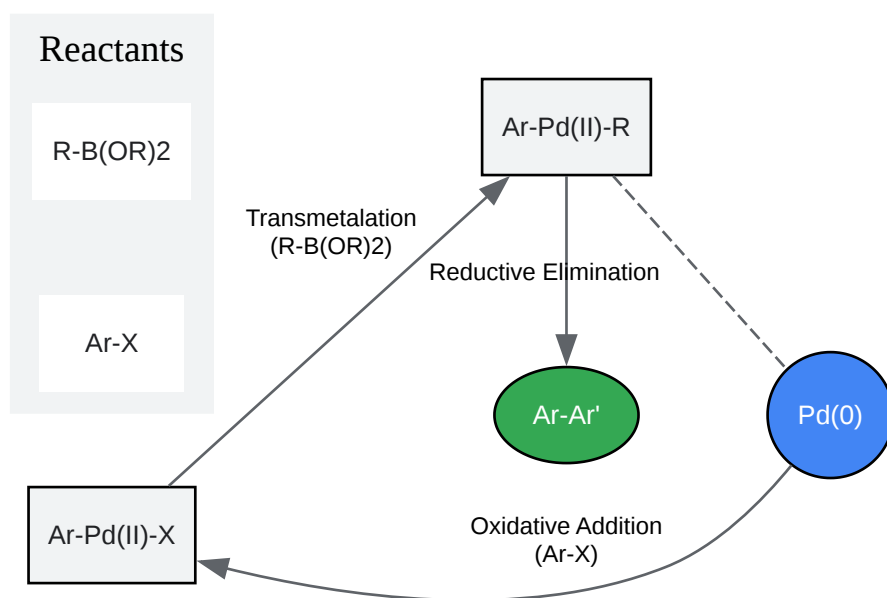 Reactants
R-B(OR)2
Ar-X
Ar-Pd(II)-R
Transmetalation
(R-B(OR)2)
Reductive Elimination
Ar-Ar'
Pd(0)
Ar-Pd(II)-X
Oxidative Addition
(Ar-X)